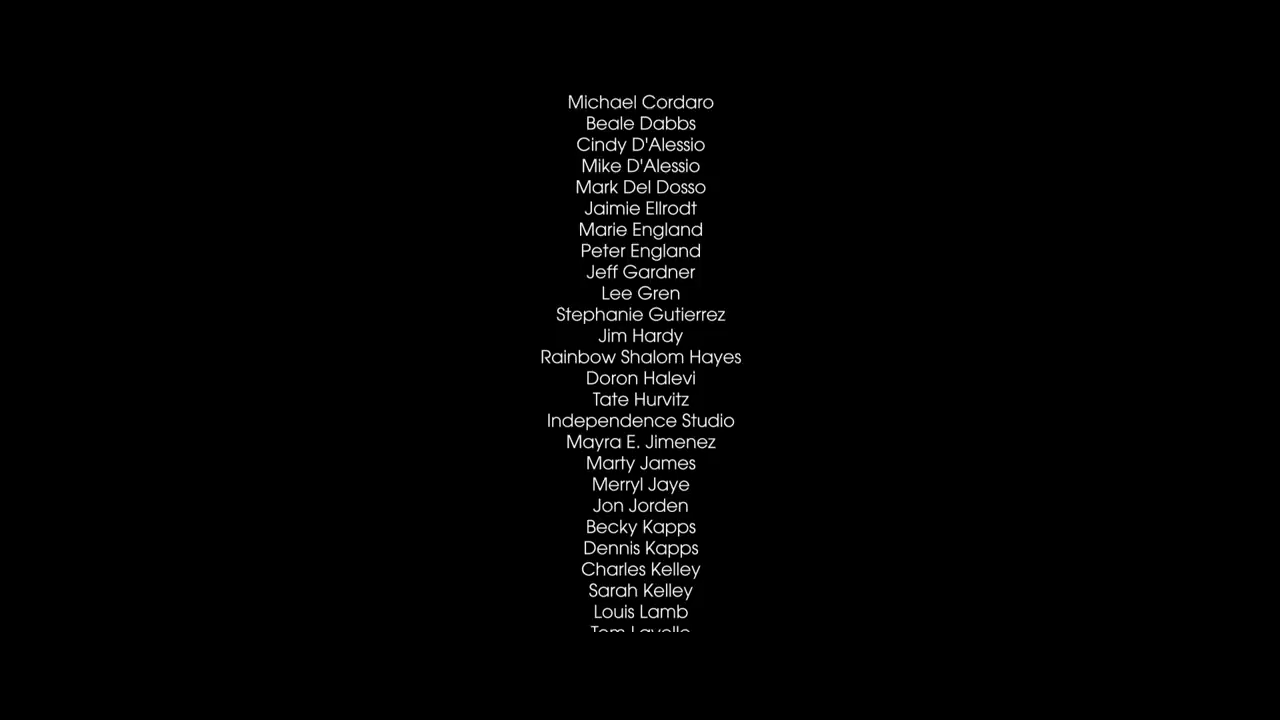 Michael Cordaro
Beale Dabbs
Cindy D'Alessio
Mike D'Alessio
Mark Del Dosso
Jaimie Ellrodt
Marie England
Peter England
Jeff Gardner
Lee Gren
Stephanie Gutierrez
Jim Hardy
Rainbow Shalom Hayes
Doron Halevi
Tate Hurvitz
Independence Studio
Mayra E. Jimenez
Marty James
Merryl Jaye
Jon Jorden
Becky Kapps
Dennis Kapps
Charles Kelley
Sarah Kelley
Louis Lamb
Tom